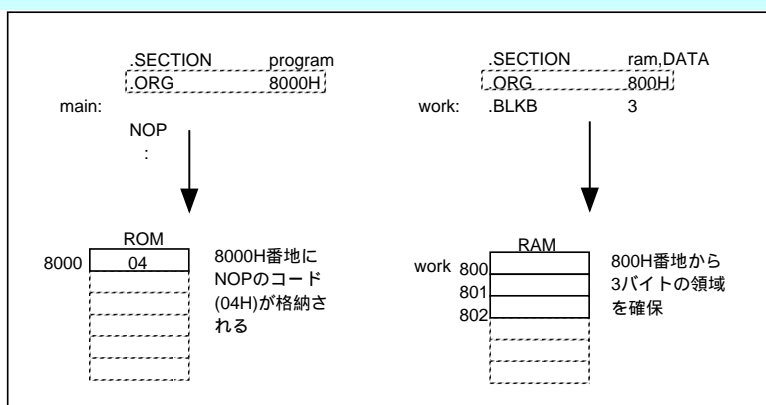 .SECTION program
.ORG 8000H
main:
NOP
:
ROM
8000 04
8000H番地に
NOPのコード
(04H)が格納さ
れる
.SECTION ram,DATA
.ORG 800H
work: .BLKB 3
RAM
work 800
801
802
800H番地から
3バイトの領域
を確保